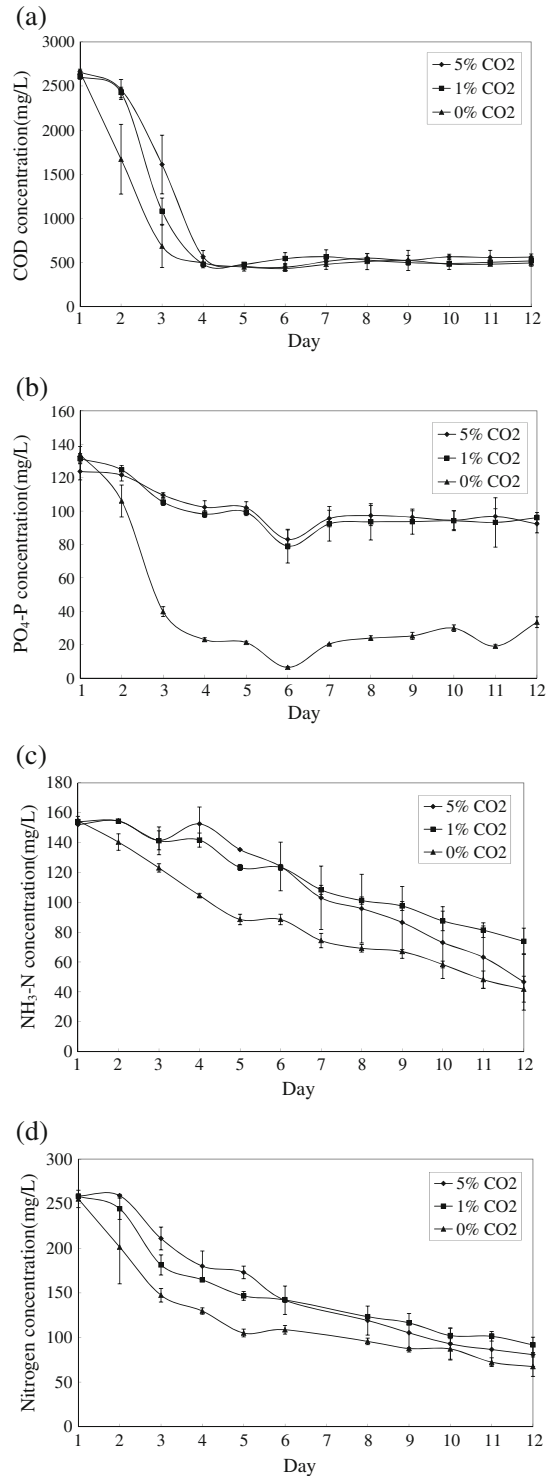 (a)
3000
2500
2000
1500
1000
500
0
COD concentration(mg/L)
5% CO2
1% CO2
0% CO2
1 2 3 4 5 6 7 8 9 10 11 12
Day
(b)
160
140
120
100
80
60
40
20
0
PO₄-P concentration(mg/L)
5% CO2
1% CO2
0% CO2
1 2 3 4 5 6 7 8 9 10 11 12
Day
(c)
180
160
140
120
100
80
60
40
20
0
NH₃-N concentration(mg/L)
5% CO2
1% CO2
0% CO2
1 2 3 4 5 6 7 8 9 10 11 12
Day
(d)
300
250
200
150
100
50
0
Nitrogen concentration(mg/L)
5% CO2
1% CO2
0% CO2
1 2 3 4 5 6 7 8 9 10 11 12
Day